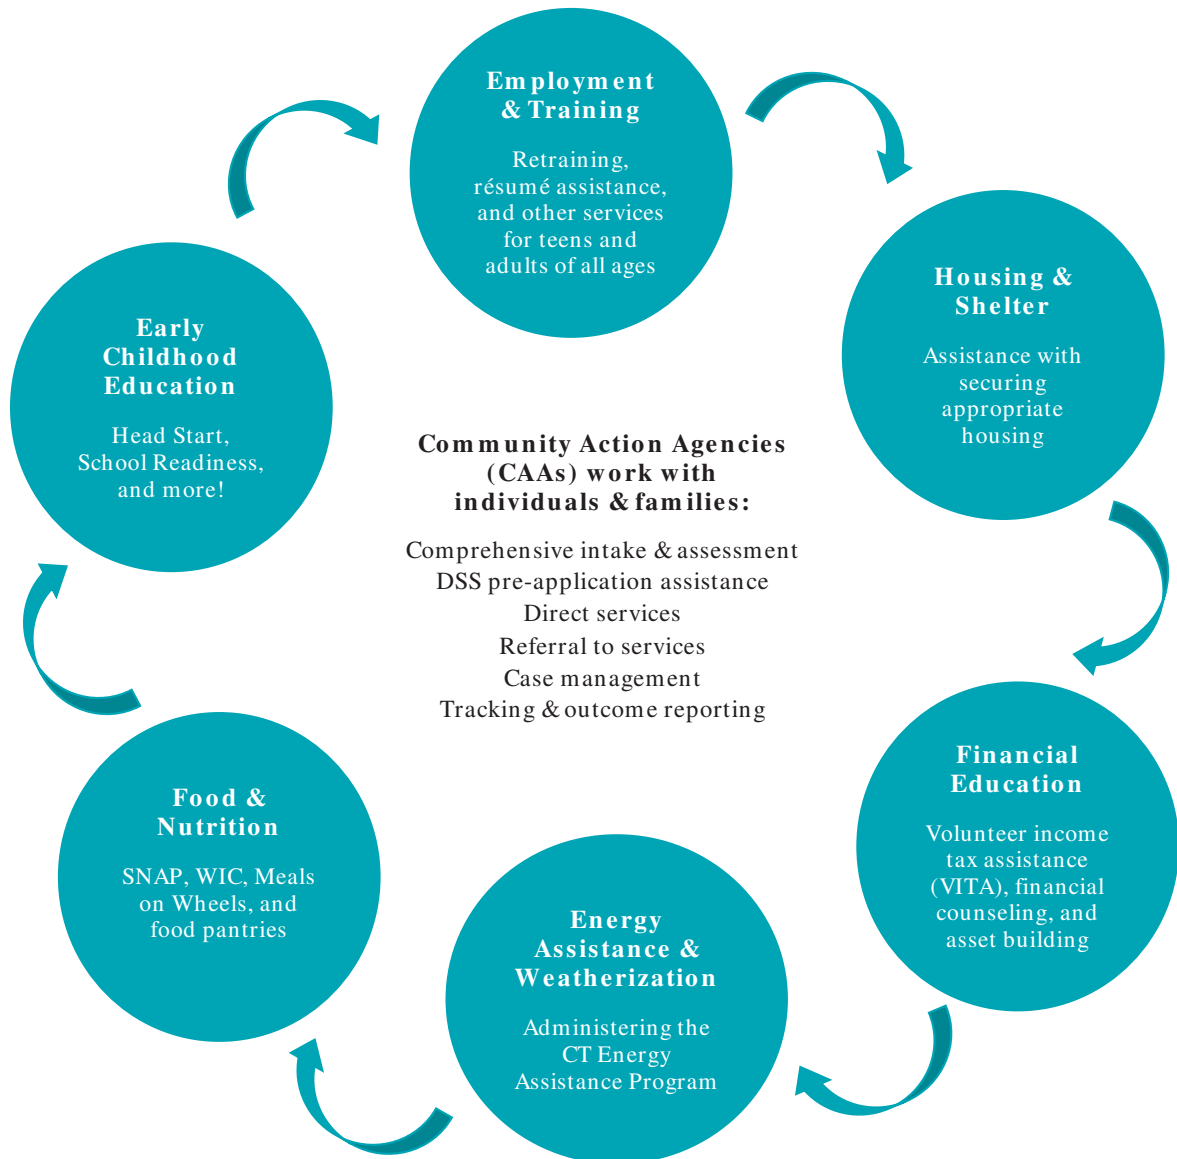 Employment
& Training
Retraining,
résumé assistance,
and other services
for teens and
adults of all ages
Housing &
Shelter
Assistance with
securing
appropriate
housing
Financial
Education
Volunteer income
tax assistance
(VITA), financial
counseling, and
asset building
Energy
Assistance &
Weatherization
Administering the
CT Energy
Assistance Program
Food &
Nutrition
SNAP, WIC, Meals
on Wheels, and
food pantries
Early
Childhood
Education
Head Start,
School Readiness,
and more!
Community Action Agencies
(CAAs) work with
individuals & families:
Comprehensive intake & assessment
DSS pre-application assistance
Direct services
Referral to services
Case management
Tracking & outcome reporting